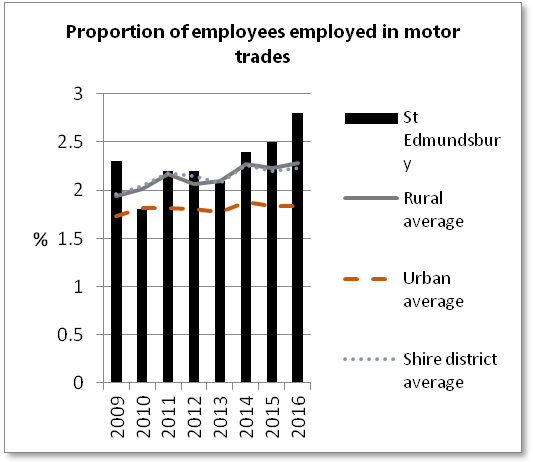 Proportion of employees employed in motor
trades
3
2.5
2
1.5
1
0.5
0
%
2009
2010
2011
2012
2013
2014
2015
2016
St
Edmundsbur
y
Rural
average
Urban
average
Shire district
average